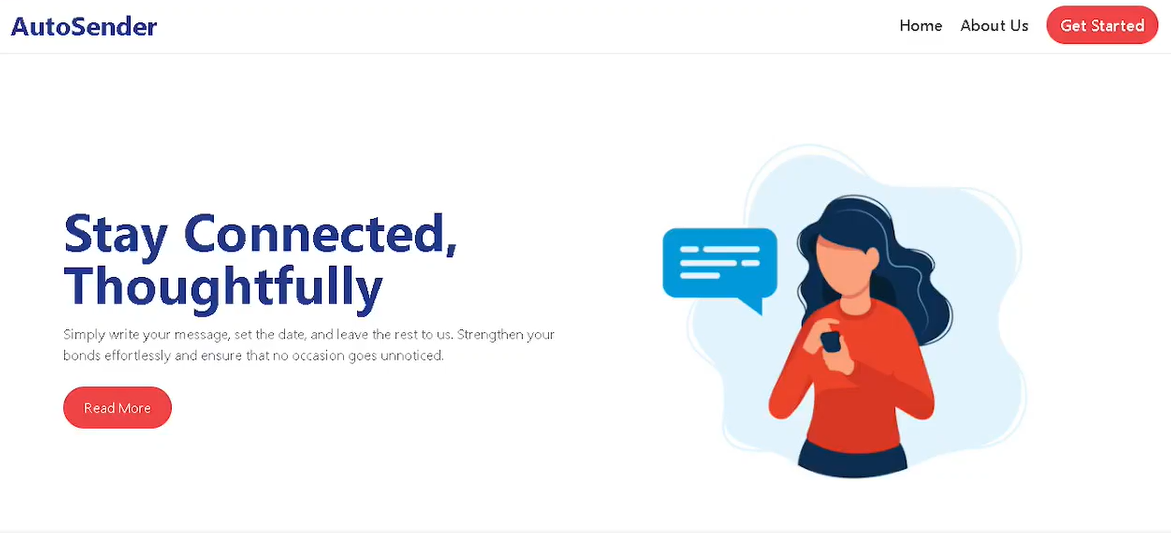 AutoSender
Home
About Us
Get Started
Stay Connected,
Thoughtfully
Simply write your message, set the date, and leave the rest to us. Strengthen your
bonds effortlessly and ensure that no occasion goes unnoticed.
Read More